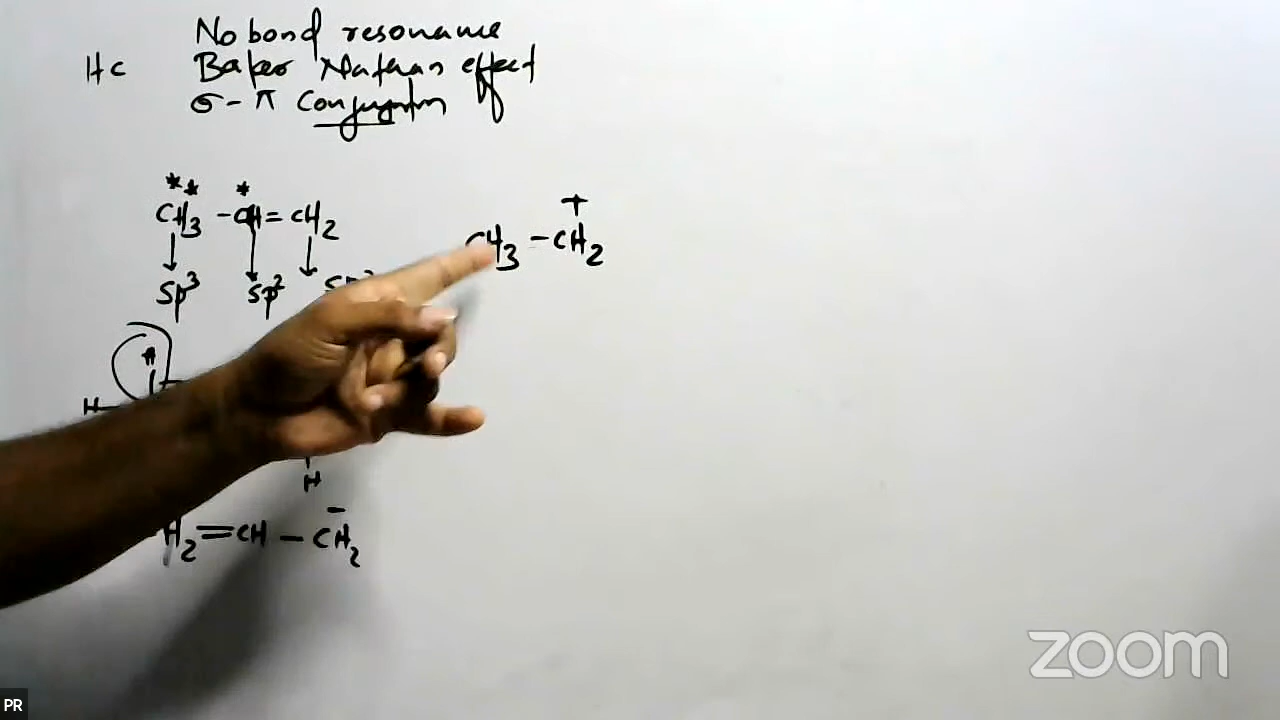 No bond resonance
Hc Baker Nathan effect
σ-π Conjugation
* * *
CH3 -CH=CH2
sp3 sp2
+
CH3 -CH2
H
H
H
-
H2=CH-CH2
zoom
PR